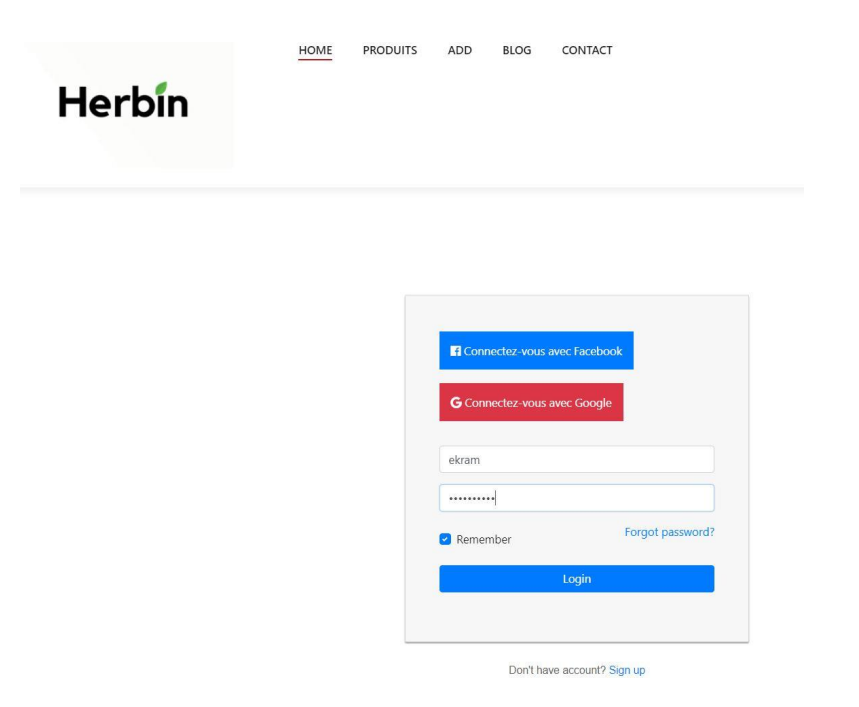 HOME PRODUITS ADD BLOG CONTACT
Herbin
Connectez-vous avec Facebook
G Connectez-vous avec Google
ekram
••••••••••
Remember
Forgot password?
Login
Don't have account? Sign up